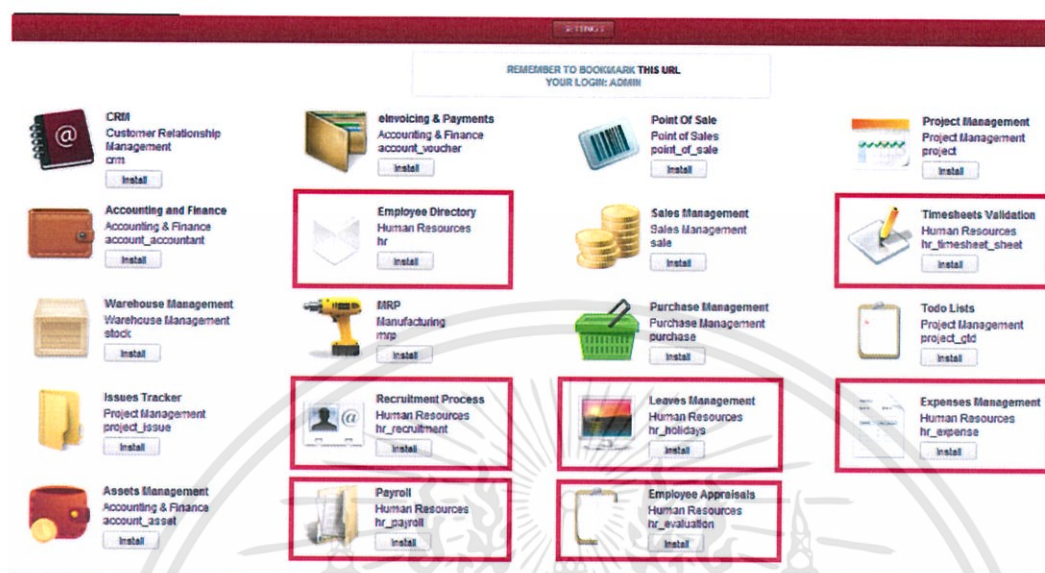 SETTINGS
REMEMBER TO BOOKMARK THIS URL
YOUR LOGIN: ADMIN
CRM
Customer Relationship
Management
crm
Install
eInvoicing & Payments
Accounting & Finance
account_voucher
Install
Point Of Sale
Point of Sales
point_of_sale
Install
Project Management
Project Management
project
Install
Accounting and Finance
Accounting & Finance
account_accountant
Install
Employee Directory
Human Resources
hr
Install
Sales Management
Sales Management
sale
Install
Timesheets Validation
Human Resources
hr_timesheet_sheet
Install
Warehouse Management
Warehouse Management
stock
Install
MRP
Manufacturing
mrp
Install
Purchase Management
Purchase Management
purchase
Install
Todo Lists
Project Management
project_gtd
Install
Issues Tracker
Project Management
project_issue
Install
Recruitment Process
Human Resources
hr_recruitment
Install
Leaves Management
Human Resources
hr_holidays
Install
Expenses Management
Human Resources
hr_expense
Install
Assets Management
Accounting & Finance
account_asset
Install
Payroll
Human Resources
hr_payroll
Install
Employee Appraisals
Human Resources
hr_evaluation
Install